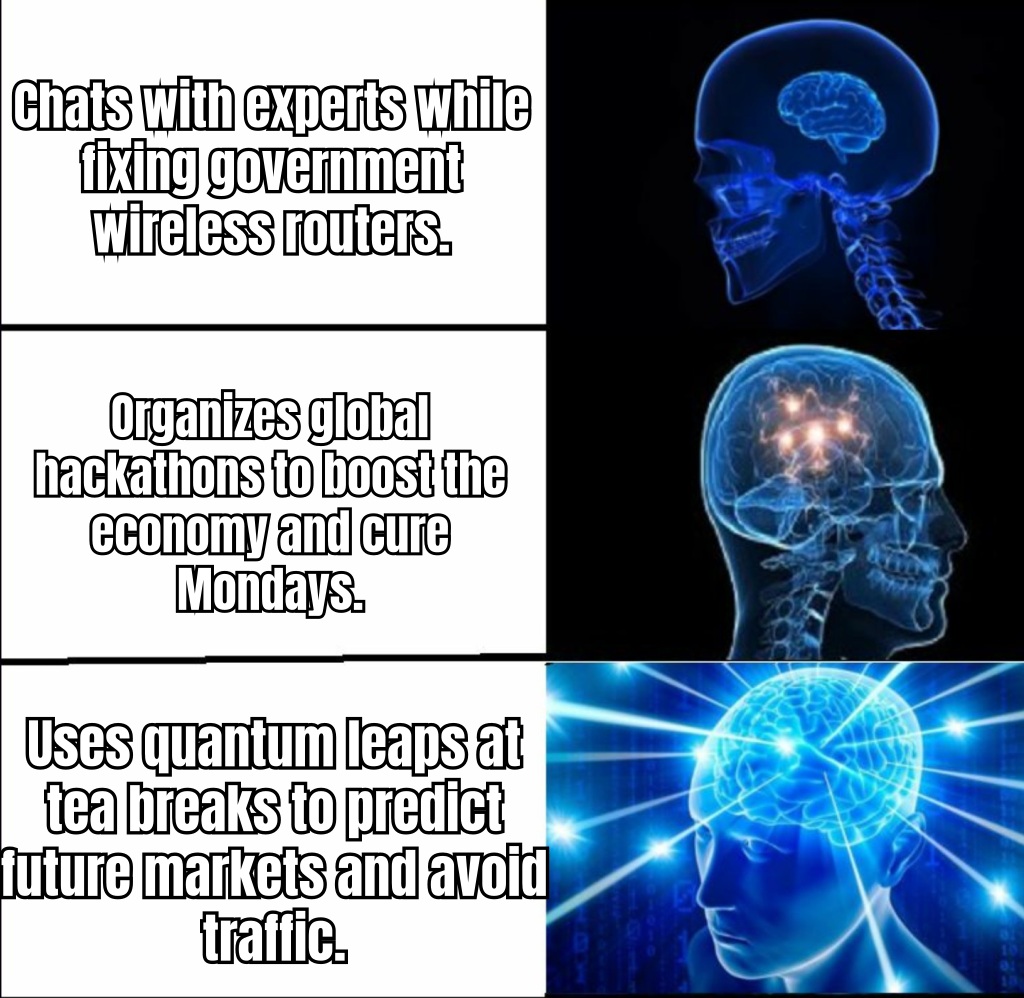 Chats with experts while
fixing government
wireless routers.
Organizes global
hackathons to boost the
economy and cure
Mondays.
Uses quantum leaps at
tea breaks to predict
future markets and avoid
traffic.